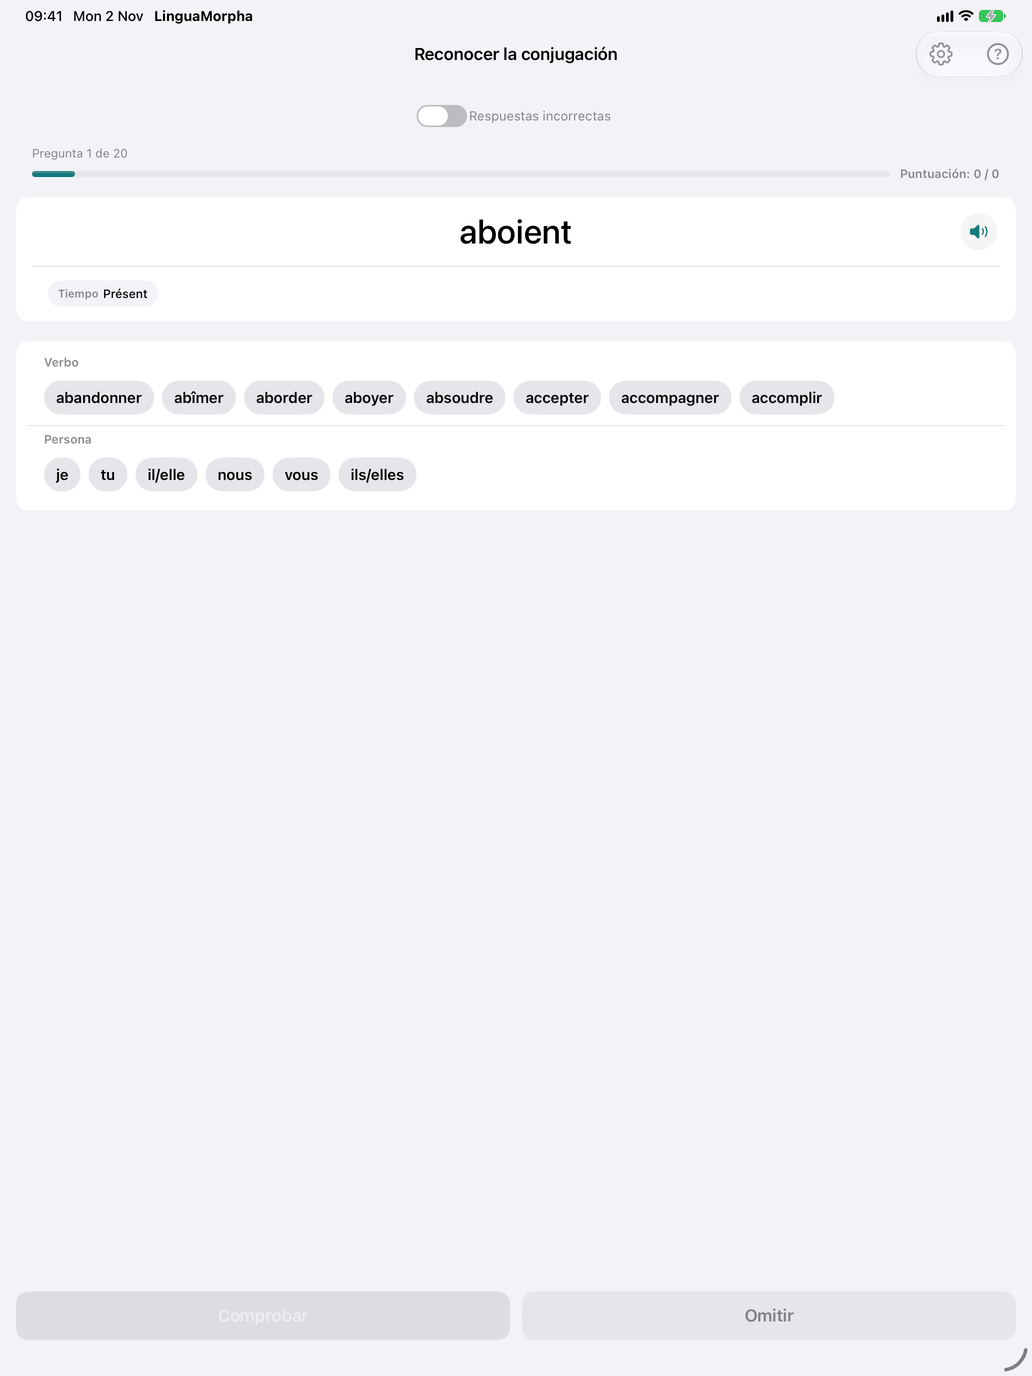 09:41 Mon 2 Nov LinguaMorpha
Reconocer la conjugación
Respuestas incorrectas
Pregunta 1 de 20
Puntuación: 0 / 0
aboient
Tiempo Présent
Verbo
abandonner abîmer aborder aboyer absoudre accepter accompagner accomplir
Persona
je tu il/elle nous vous ils/elles
Comprobar Omitir